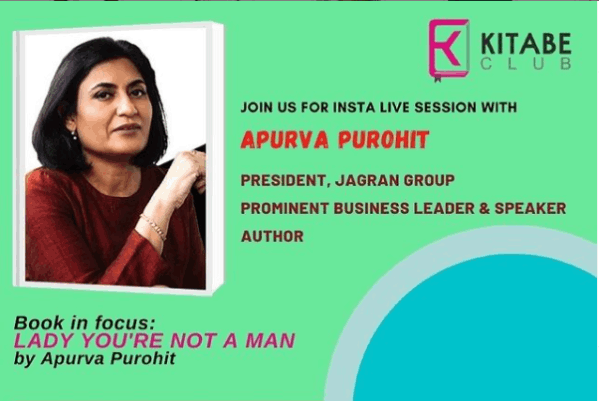 KITABE
CLUB
JOIN US FOR INSTA LIVE SESSION WITH
APURVA PUROHIT
PRESIDENT, JAGRAN GROUP
PROMINENT BUSINESS LEADER & SPEAKER
AUTHOR
Book in focus:
LADY YOU'RE NOT A MAN
by Apurva Purohit